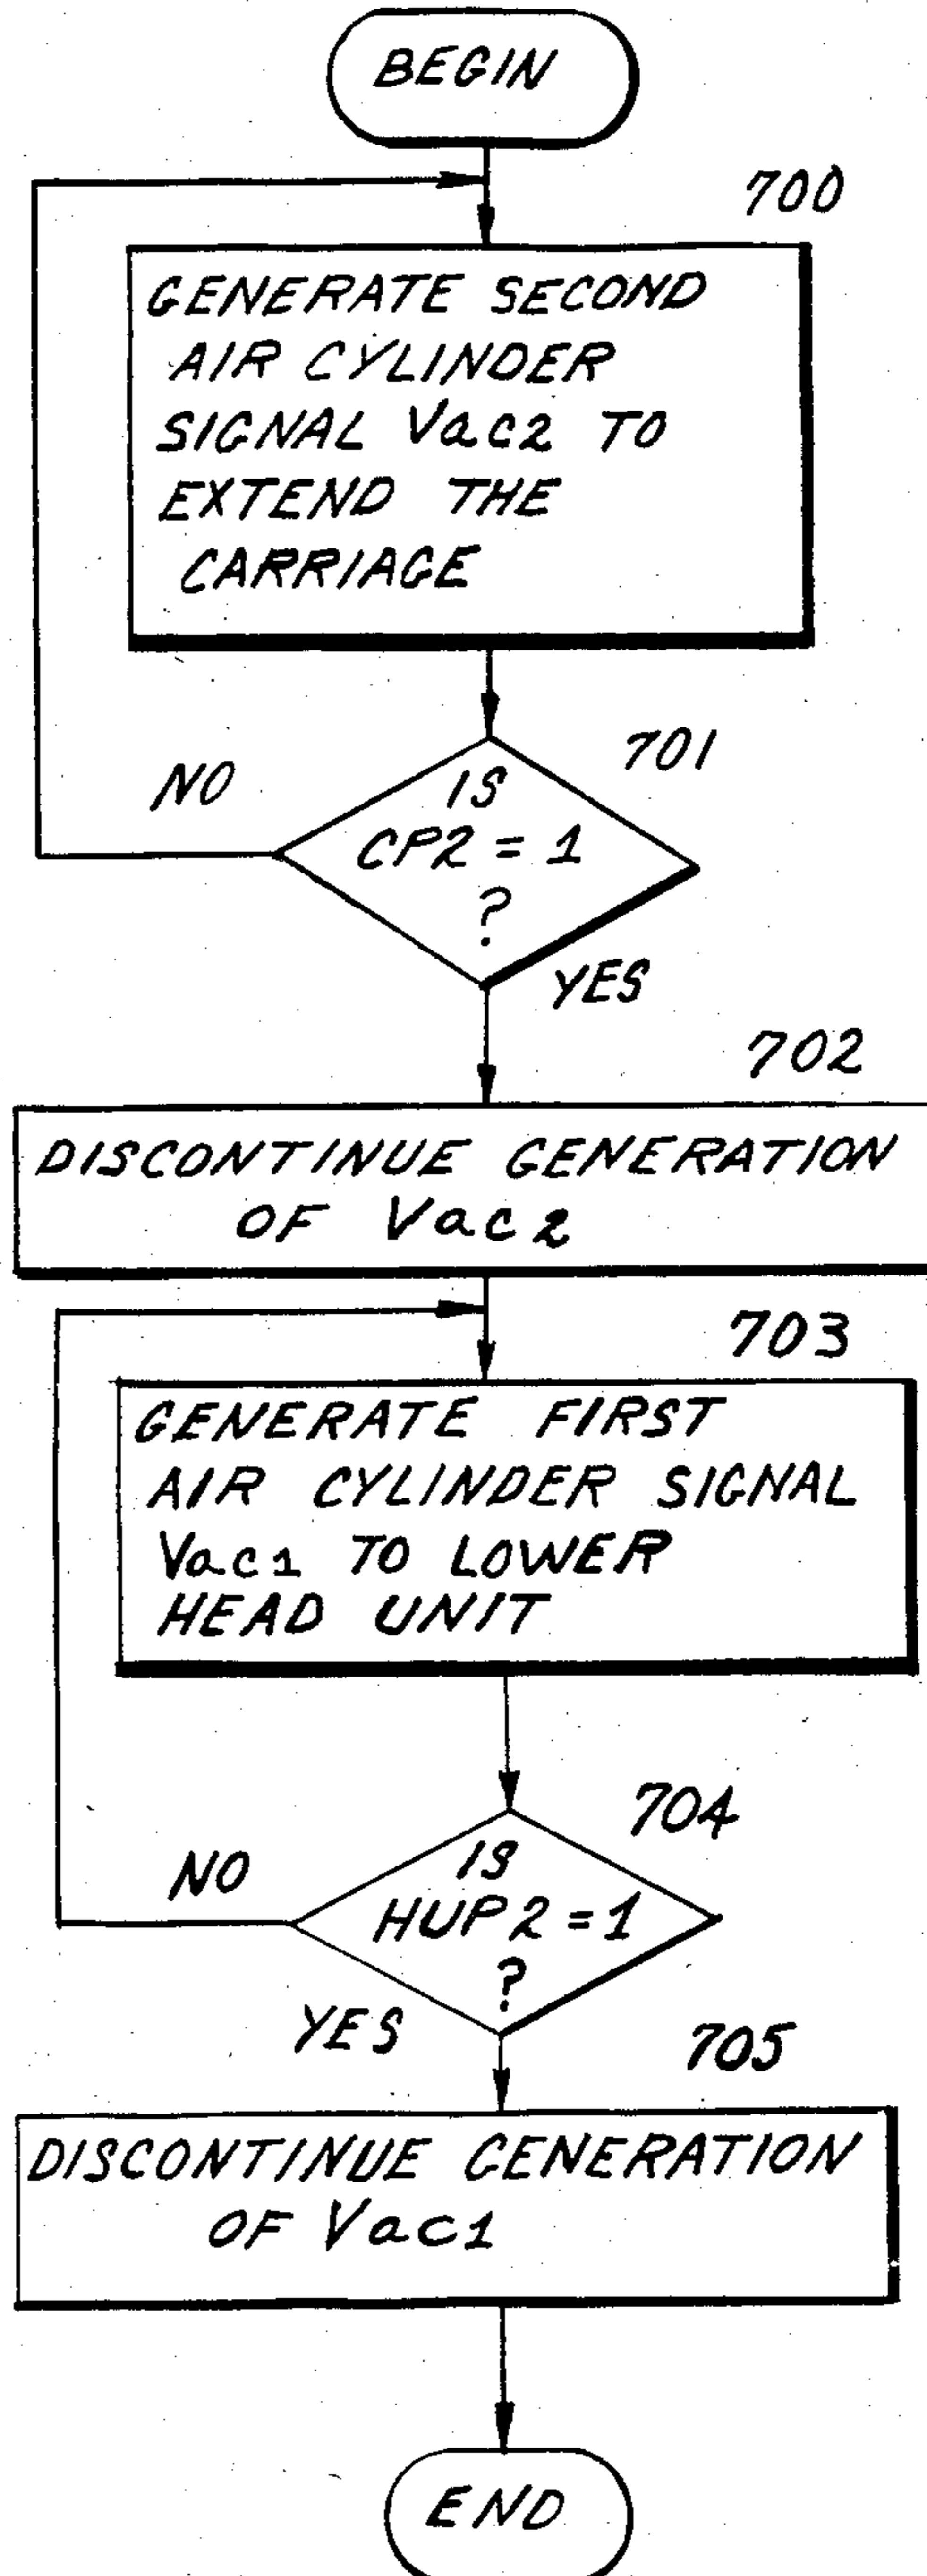 BEGIN
700
GENERATE SECOND
AIR CYLINDER
SIGNAL Vac2 TO
EXTEND THE
CARRIAGE
701
NO
IS
CP2 = 1
?
YES
702
DISCONTINUE GENERATION
OF Vac2
703
GENERATE FIRST
AIR CYLINDER SIGNAL
Vac1 TO LOWER
HEAD UNIT
704
NO
IS
HUP2 = 1
?
YES
705
DISCONTINUE GENERATION
OF Vac1
END